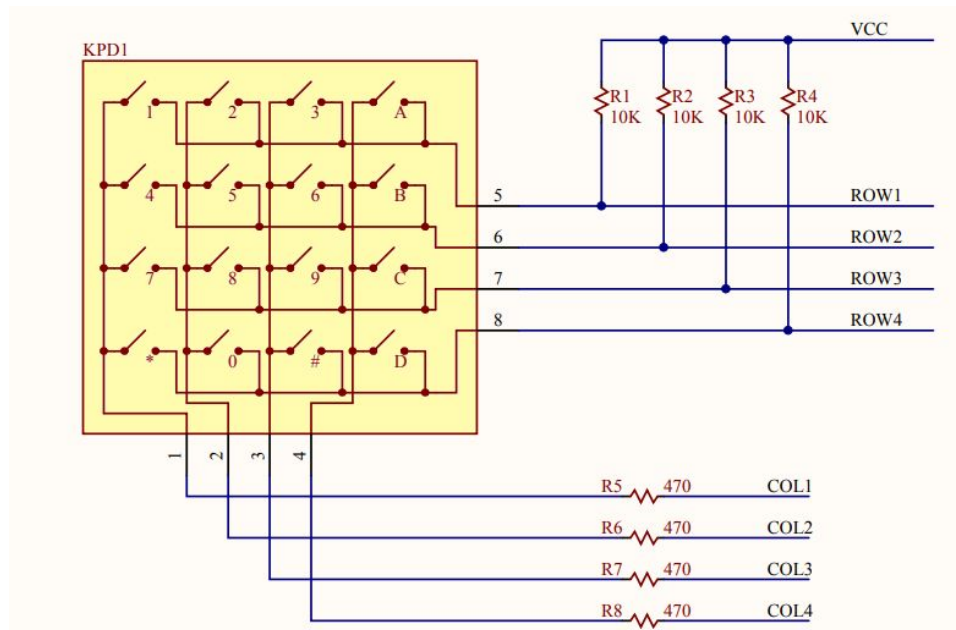 VCC
KPD1
R1 R2 R3 R4
10K 10K 10K 10K
1 2 3 A
4 5 6 B
5 ROW1
6 ROW2
7 8 9 C
7 ROW3
8 ROW4
* 0 # D
1 2 3 4
R5 470 COL1
R6 470 COL2
R7 470 COL3
R8 470 COL4